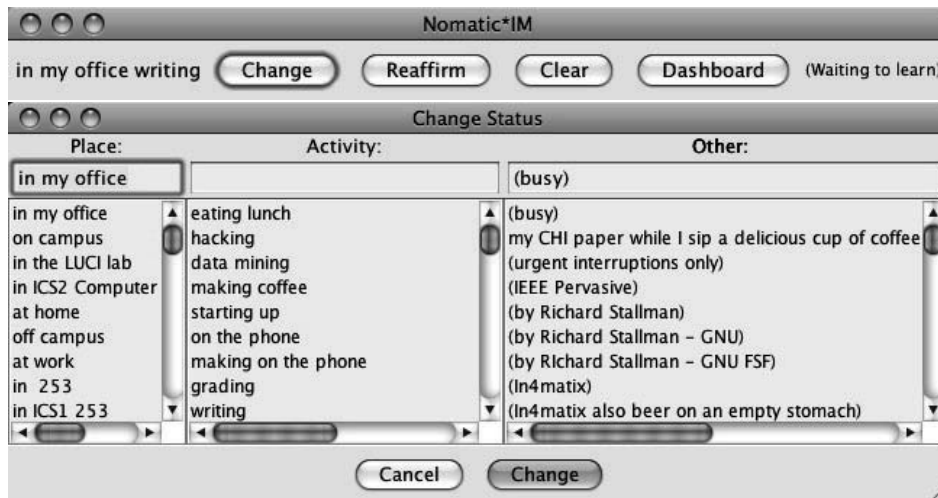 Nomatic*IM
in my office writing Change Reaffirm Clear Dashboard (Waiting to learn)
Change Status
Place: Activity: Other:
in my office (busy)
in my office eating lunch (busy)
on campus hacking my CHI paper while I sip a delicious cup of coffee
in the LUCI lab data mining (urgent interruptions only)
in ICS2 Computer making coffee (IEEE Pervasive)
at home starting up (by Richard Stallman)
off campus on the phone (by Richard Stallman - GNU)
at work making on the phone (by RIchard Stallman - GNU FSF)
in 253 grading (In4matix)
in ICS1 253 writing (In4matix also beer on an empty stomach)
Cancel Change